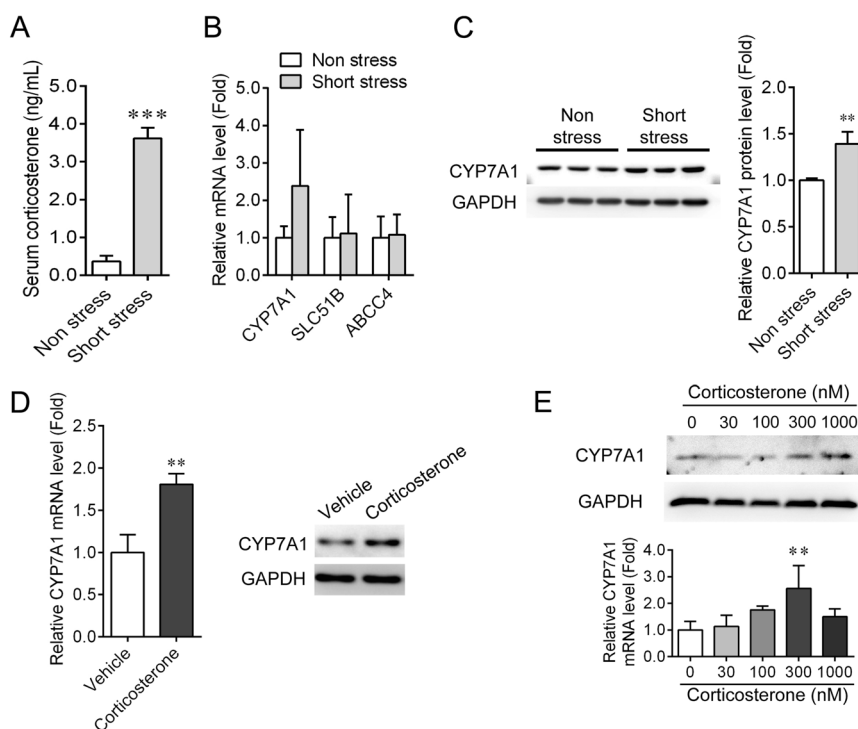 A
Serum corticosterone (ng/mL)
6.0
4.0
2.0
0.0
***
Non stress
Short stress
B
Non stress
Short stress
Relative mRNA level (Fold)
5.0
4.0
3.0
2.0
1.0
0.0
CYP7A1
SLC51B
ABCC4
C
Non stress
Short stress
CYP7A1
GAPDH
Relative CYP7A1 protein level (Fold)
2.0
1.5
1.0
0.5
0.0
**
Non stress
Short stress
D
Relative CYP7A1 mRNA level (Fold)
2.5
2.0
1.5
1.0
0.5
0.0
**
Vehicle
Corticosterone
Vehicle
Corticosterone
CYP7A1
GAPDH
E
Corticosterone (nM)
0 30 100 300 1000
CYP7A1
GAPDH
Relative CYP7A1
mRNA level (Fold)
4.0
3.0
2.0
1.0
0.0
**
0 30 100 300 1000
Corticosterone (nM)